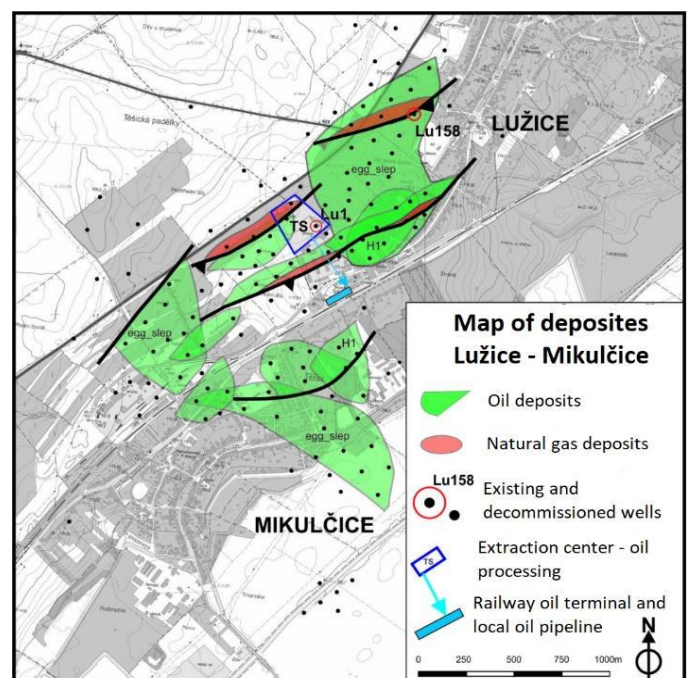 Těšické padělky
LUŽICE
Lu158
egg_slep
Lu1
TS
H1
egg_slep
H1
egg_slep
MIKULČICE
Map of deposites
Lužice - Mikulčice
Oil deposits
Natural gas deposits
Lu158
Existing and
decommissioned wells
TS
Extraction center - oil
processing
Railway oil terminal and
local oil pipeline
N
0 250 500 750 1000m